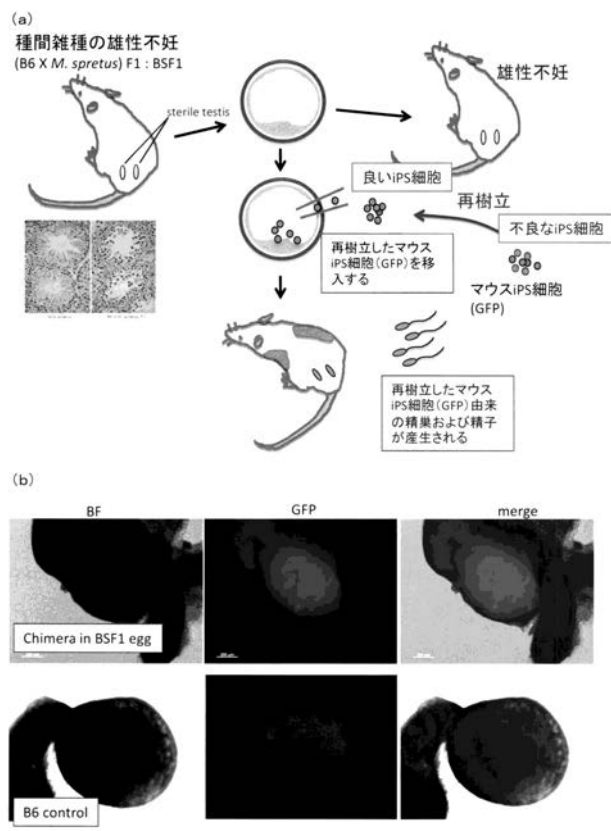 (a)
種間雑種の雄性不妊
(B6 X M. spretus) F1 : BSF1
sterile testis
雄性不妊
良いiPS細胞
再樹立
不良なiPS細胞
再樹立したマウス
iPS細胞(GFP)を移
入する
マウスiPS細胞
(GFP)
再樹立したマウス
iPS細胞(GFP)由来
の精巣および精子
が産生される
(b)
BF
GFP
merge
Chimera in BSF1 egg
B6 control